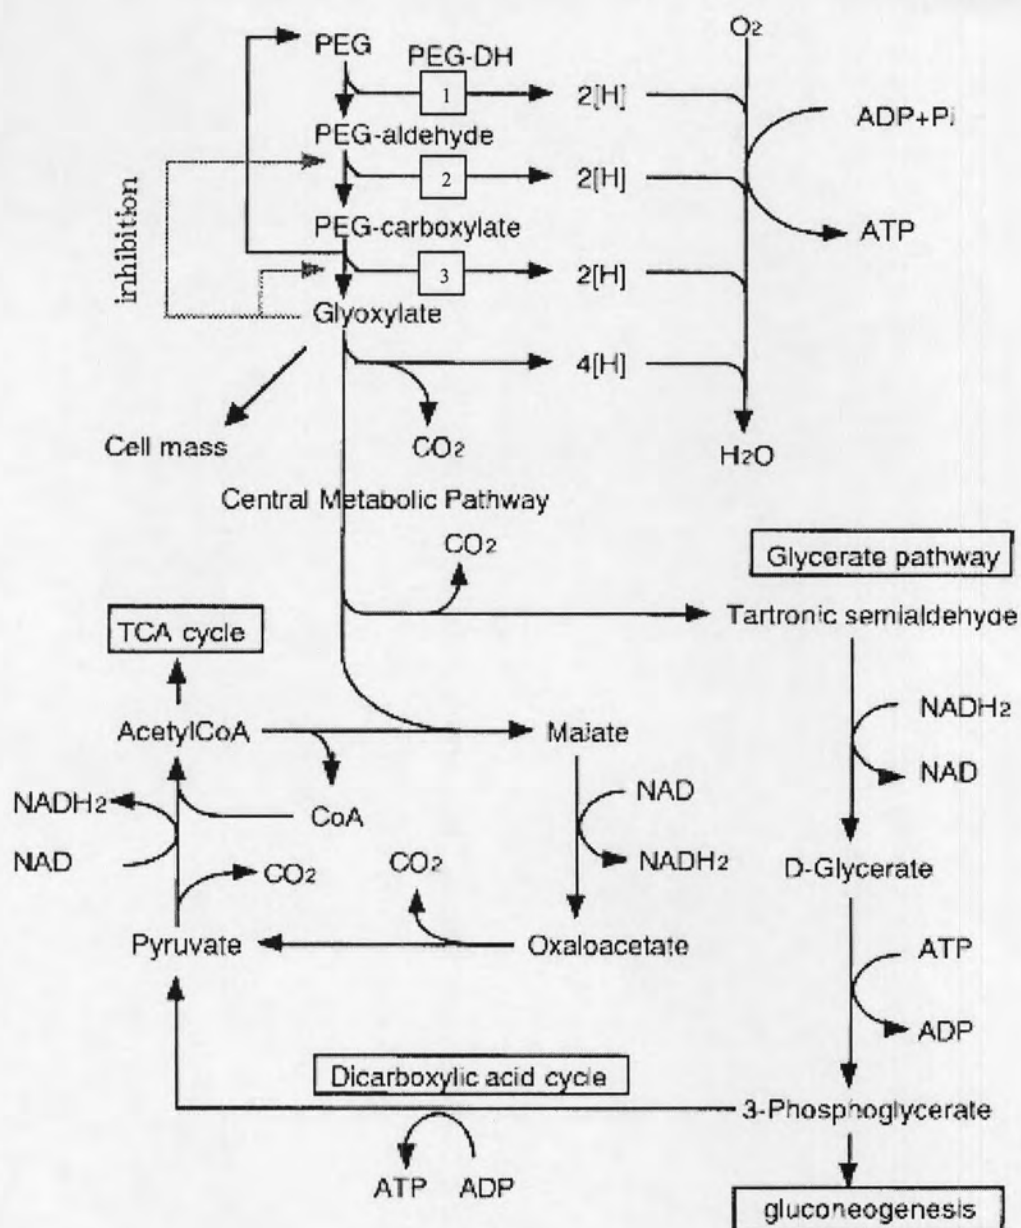 PEG
PEG-DH
O2
1
2[H]
ADP+Pi
PEG-aldehyde
2
2[H]
inhibition
PEG-carboxylate
ATP
3
2[H]
Glyoxylate
4[H]
Cell mass
CO2
H2O
Central Metabolic Pathway
CO2
Glycerate pathway
TCA cycle
Tartronic semialdehyde
AcetylCoA
Malate
NADH2
NAD
NADH2
CoA
NAD
NAD
CO2
CO2
NADH2
D-Glycerate
Pyruvate
Oxaloacetate
ATP
ADP
Dicarboxylic acid cycle
3-Phosphoglycerate
ATP
ADP
gluconeogenesis